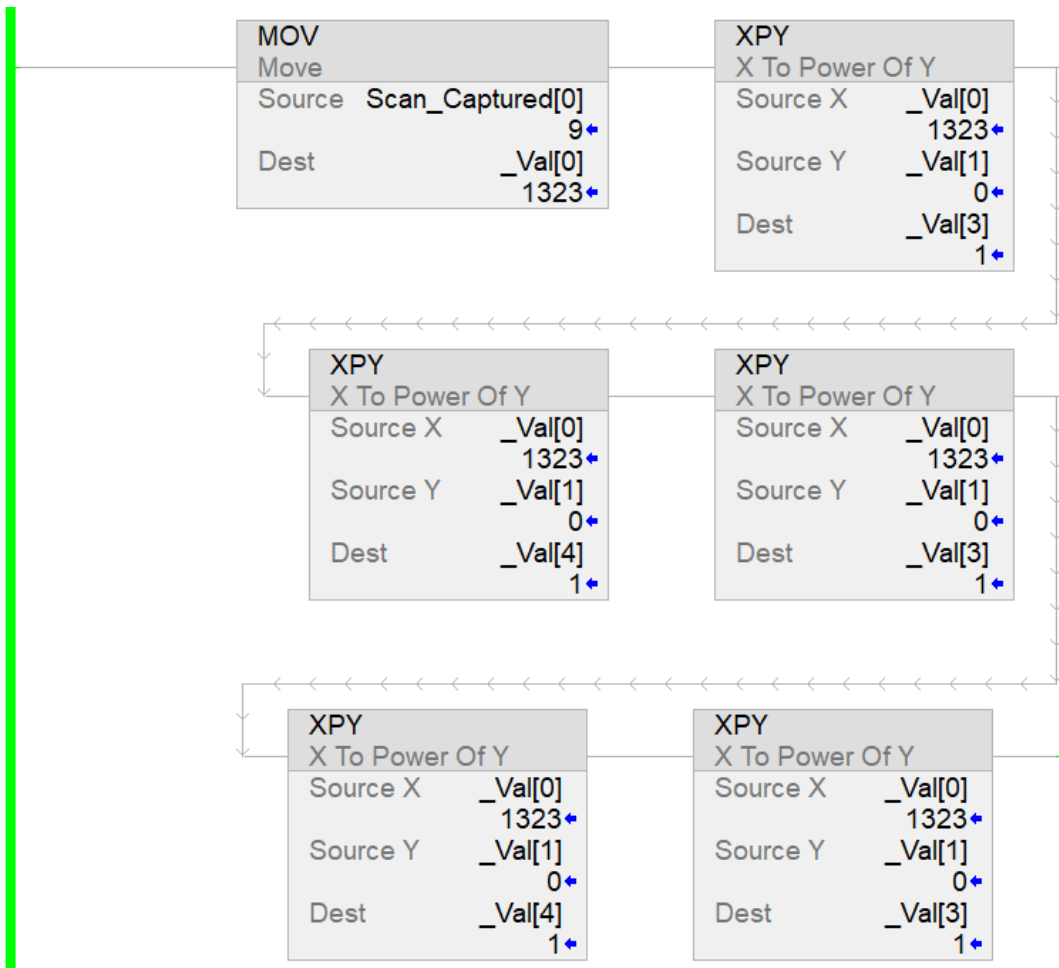 MOV
Move
Source Scan_Captured[0]
9
Dest _Val[0]
1323
XPY
X To Power Of Y
Source X _Val[0]
1323
Source Y _Val[1]
0
Dest _Val[3]
1
XPY
X To Power Of Y
Source X _Val[0]
1323
Source Y _Val[1]
0
Dest _Val[4]
1
XPY
X To Power Of Y
Source X _Val[0]
1323
Source Y _Val[1]
0
Dest _Val[3]
1
XPY
X To Power Of Y
Source X _Val[0]
1323
Source Y _Val[1]
0
Dest _Val[4]
1
XPY
X To Power Of Y
Source X _Val[0]
1323
Source Y _Val[1]
0
Dest _Val[3]
1